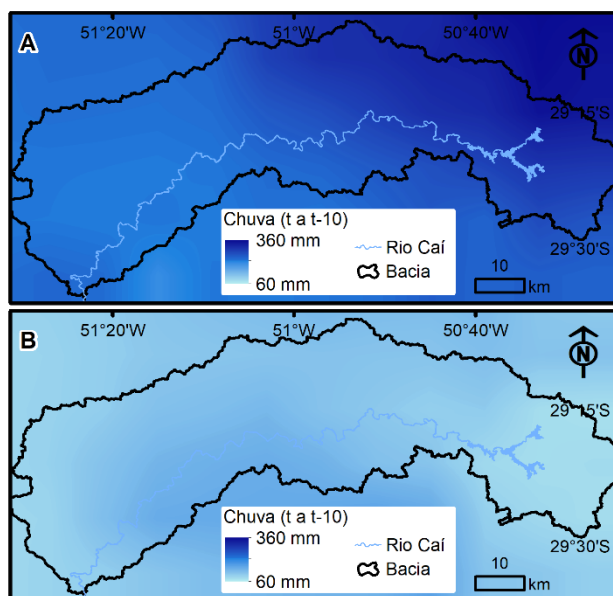 51°20'W 51°0'W 50°40'W
A
N
29°15'S
Chuva (t a t-10)
360 mm
60 mm
Rio Caí
Bacia
29°30'S
10
km
51°20'W 51°0'W 50°40'W
B
N
29°15'S
Chuva (t a t-10)
360 mm
60 mm
Rio Caí
Bacia
29°30'S
10
km